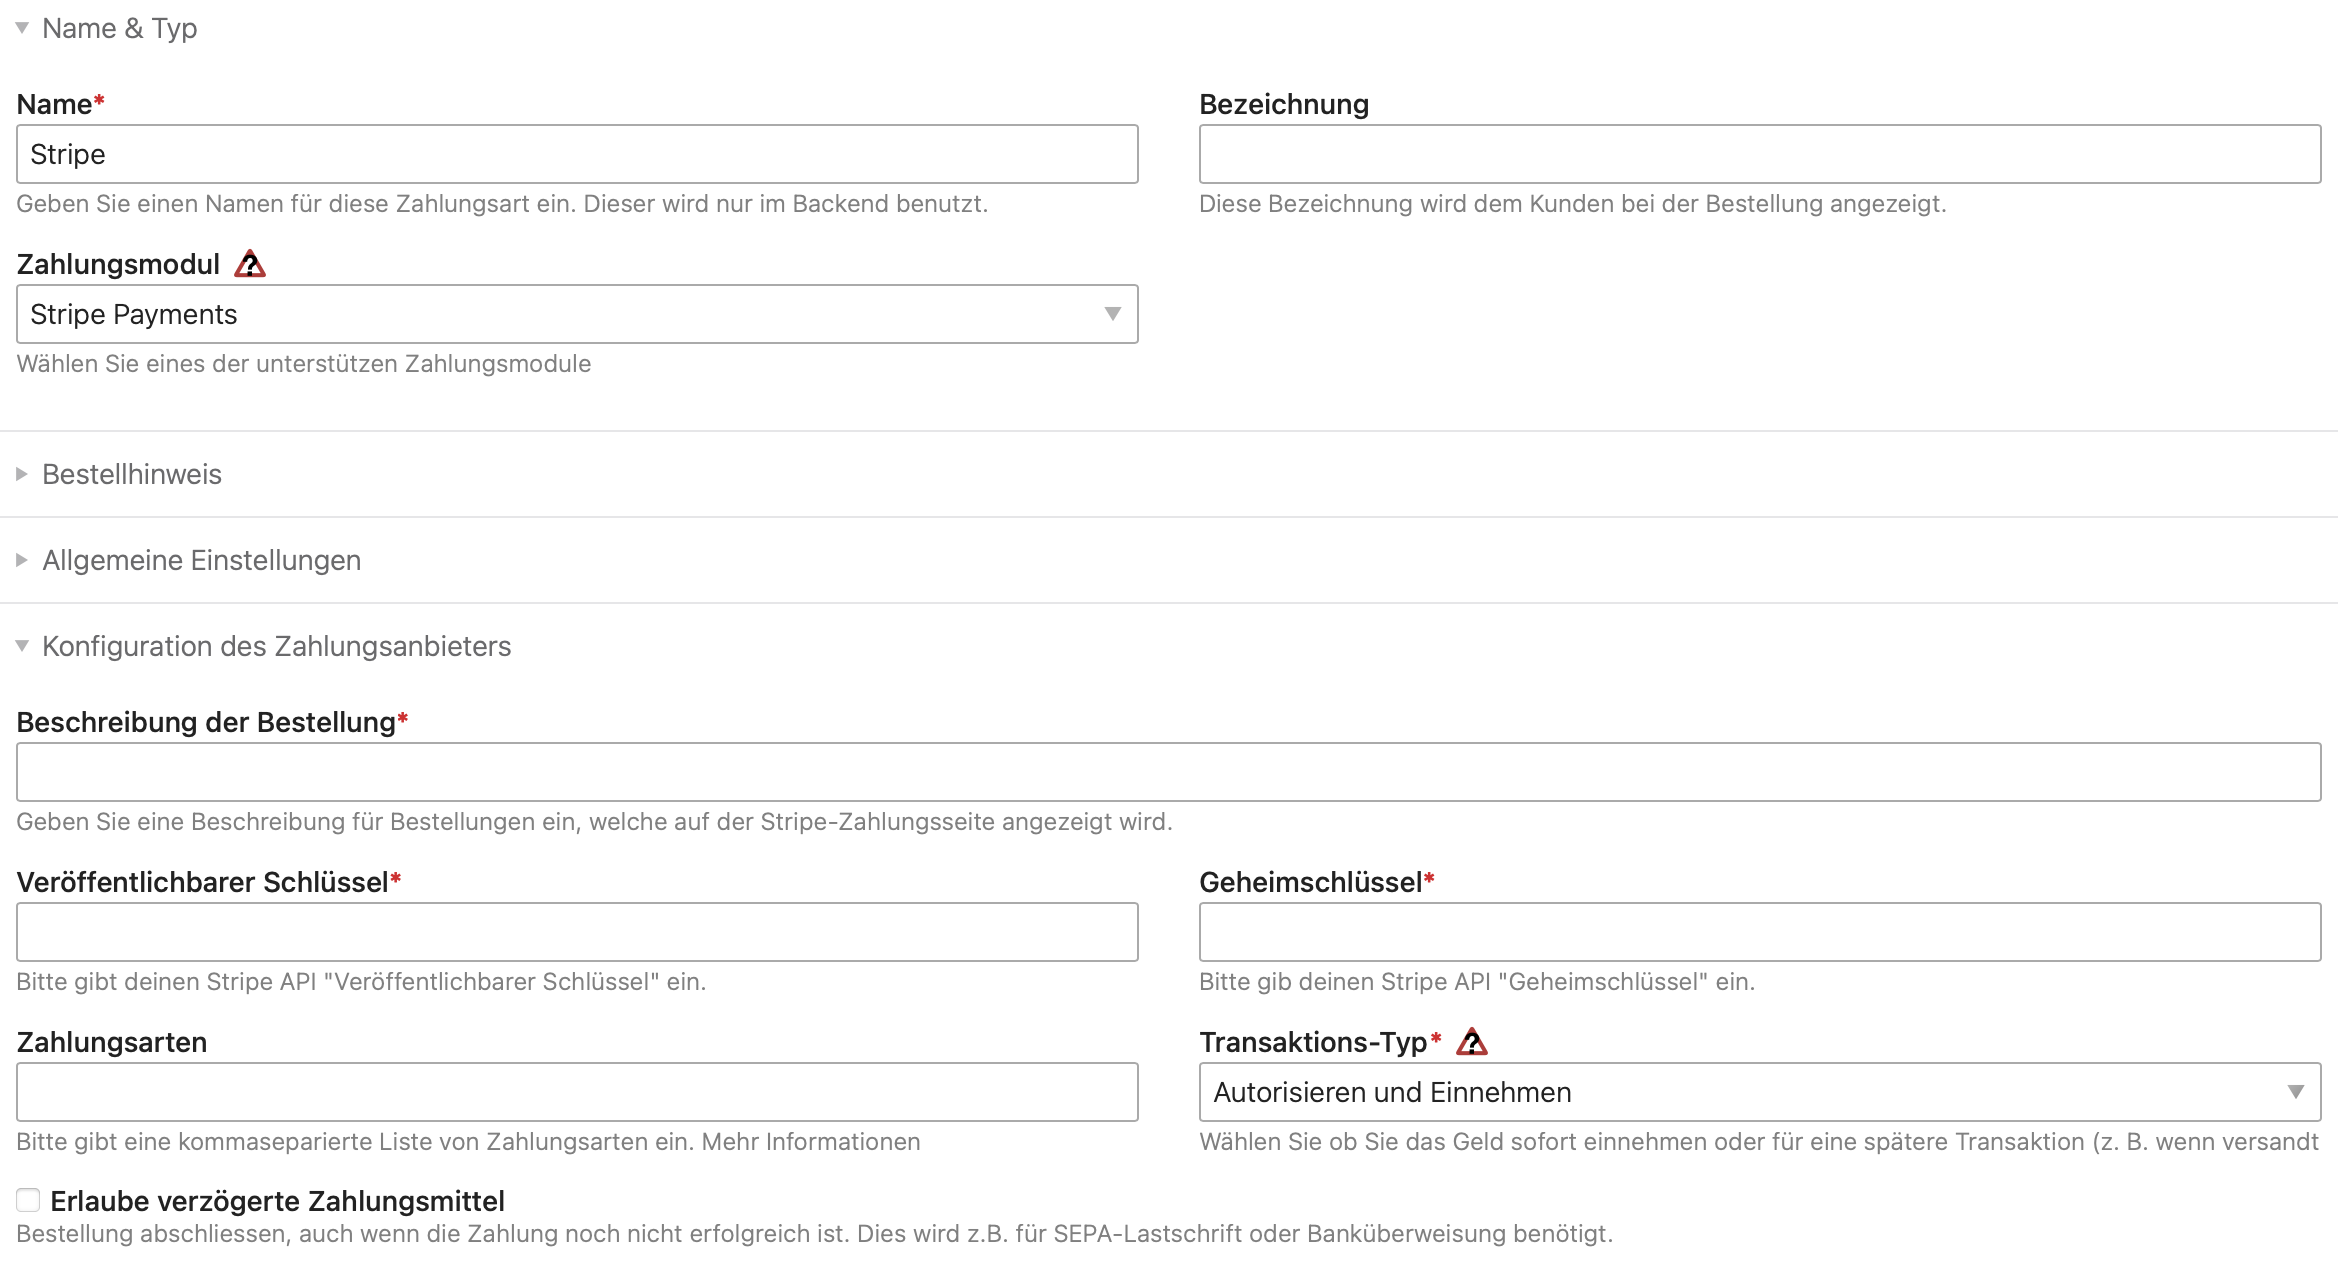 Name & Typ
Name*
Bezeichnung
Stripe
Geben Sie einen Namen für diese Zahlungsart ein. Dieser wird nur im Backend benutzt.
Diese Bezeichnung wird dem Kunden bei der Bestellung angezeigt.
Zahlungsmodul
Stripe Payments
Wählen Sie eines der unterstützen Zahlungsmodule
Bestellhinweis
Allgemeine Einstellungen
Konfiguration des Zahlungsanbieters
Beschreibung der Bestellung*
Geben Sie eine Beschreibung für Bestellungen ein, welche auf der Stripe-Zahlungsseite angezeigt wird.
Veröffentlichbarer Schlüssel*
Geheimschlüssel*
Bitte gibt deinen Stripe API "Veröffentlichbarer Schlüssel" ein.
Bitte gib deinen Stripe API "Geheimschlüssel" ein.
Zahlungsarten
Transaktions-Typ*
Autorisieren und Einnehmen
Bitte gibt eine kommaseparierte Liste von Zahlungsarten ein. Mehr Informationen
Wählen Sie ob Sie das Geld sofort einnehmen oder für eine spätere Transaktion (z. B. wenn versandt
Erlaube verzögerte Zahlungsmittel
Bestellung abschliessen, auch wenn die Zahlung noch nicht erfolgreich ist. Dies wird z.B. für SEPA-Lastschrift oder Banküberweisung benötigt.